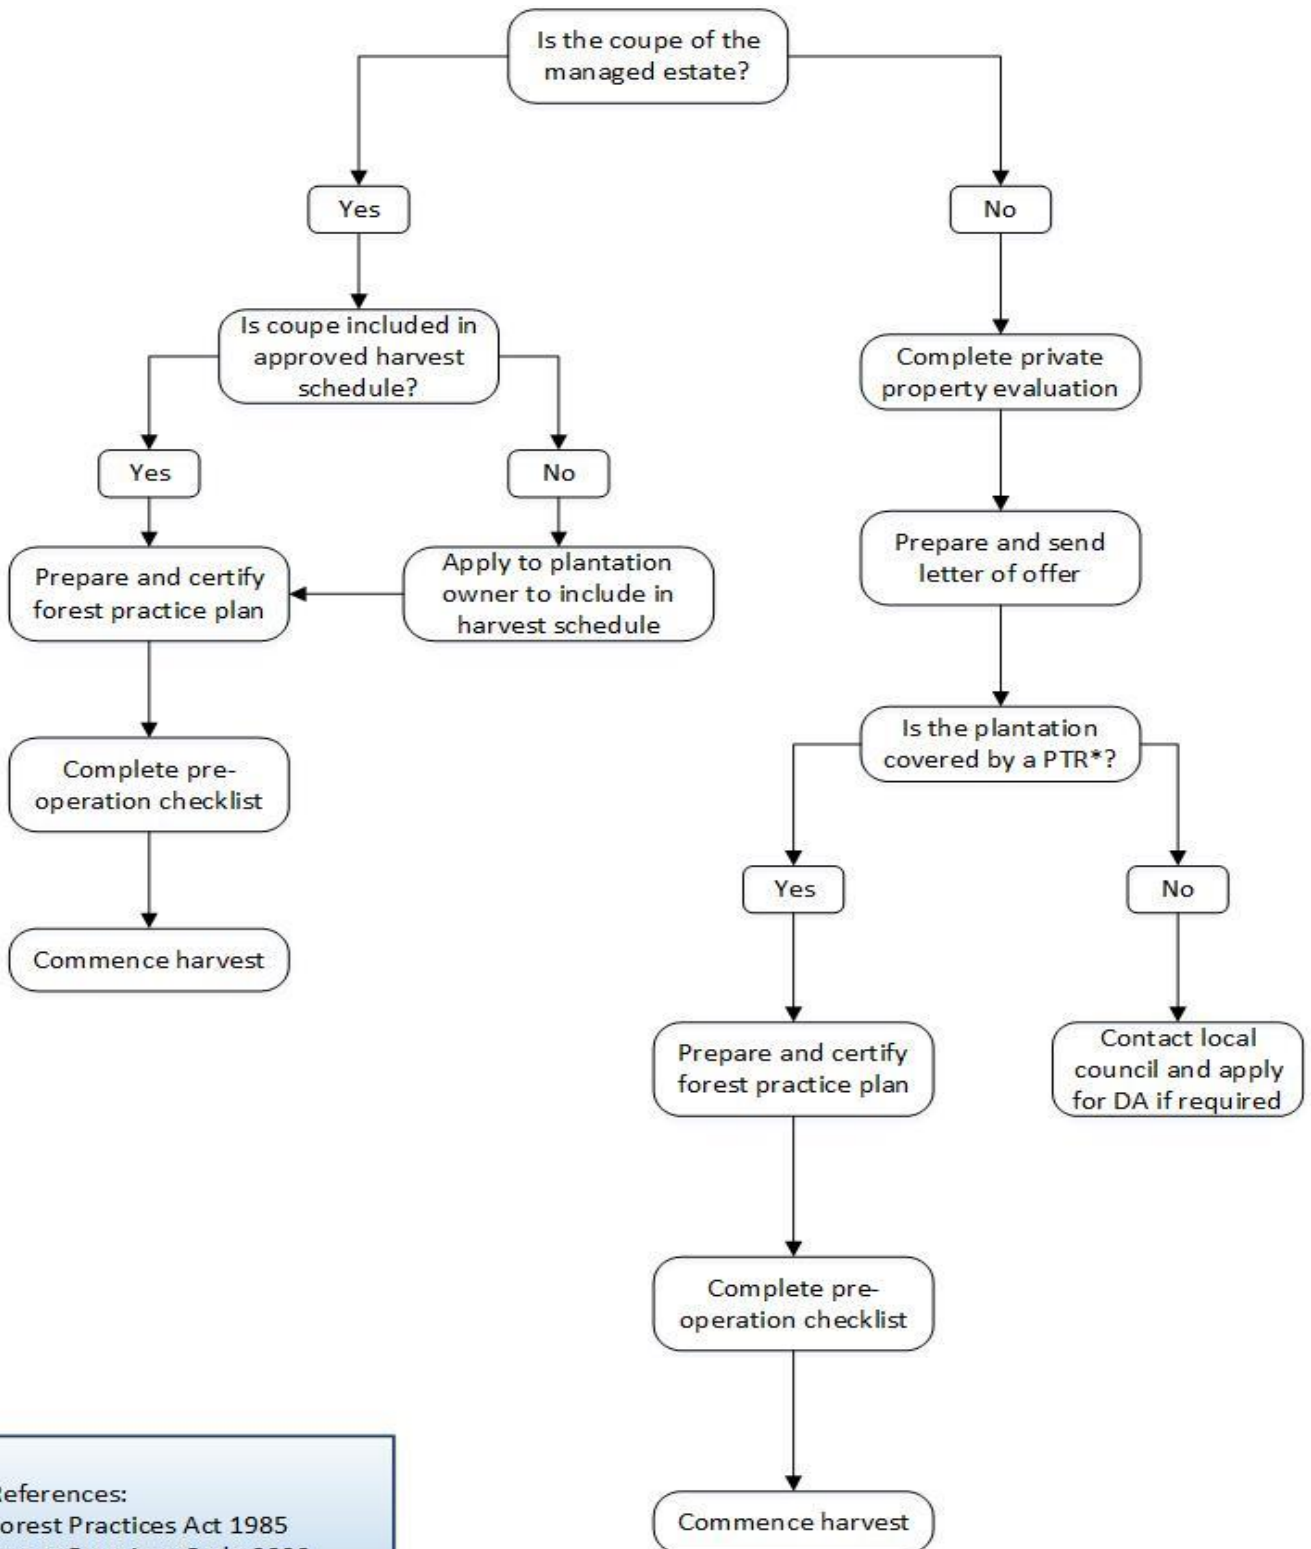 Is the coupe of the
managed estate?
Yes
No
Is coupe included in
approved harvest
schedule?
Complete private
property evaluation
Yes
No
Prepare and certify
forest practice plan
Apply to plantation
owner to include in
harvest schedule
Prepare and send
letter of offer
Is the plantation
covered by a PTR*?
Complete pre-
operation checklist
Yes
No
Commence harvest
Prepare and certify
forest practice plan
Contact local
council and apply
for DA if required
Complete pre-
operation checklist
References:
orest Practices Act 1985
Commence harvest